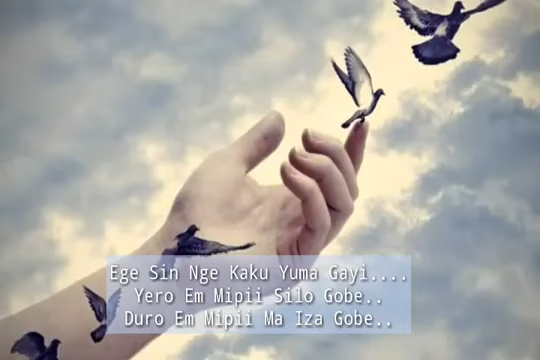 Ege Sin Nge Kaku Yuma Gayi....
Yero Em Mipii Silo Gobe..
Duro Em Mipii Ma Iza Gobe..